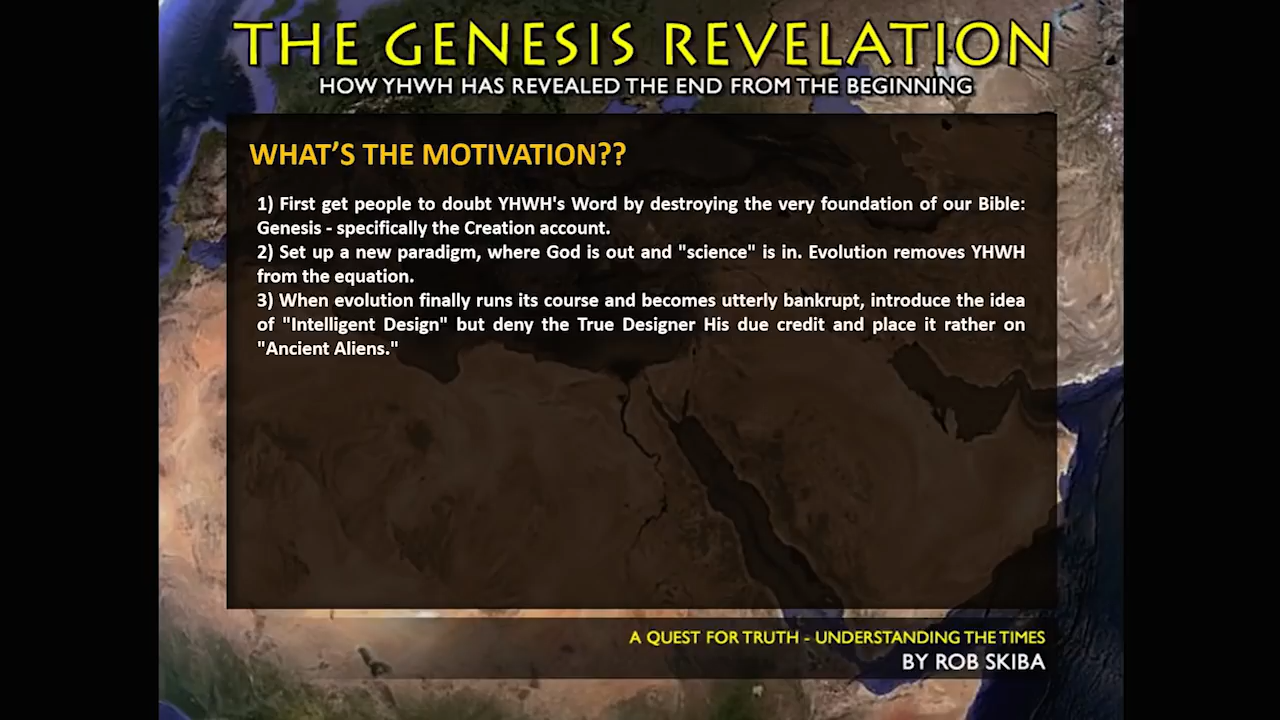 THE GENESIS REVELATION
HOW YHWH HAS REVEALED THE END FROM THE BEGINNING
WHAT'S THE MOTIVATION??
1) First get people to doubt YHWH's Word by destroying the very foundation of our Bible:
Genesis - specifically the Creation account.
2) Set up a new paradigm, where God is out and "science" is in. Evolution removes YHWH
from the equation.
3) When evolution finally runs its course and becomes utterly bankrupt, introduce the idea
of "Intelligent Design" but deny the True Designer His due credit and place it rather on
"Ancient Aliens."
A QUEST FOR TRUTH - UNDERSTANDING THE TIMES
BY ROB SKIBA